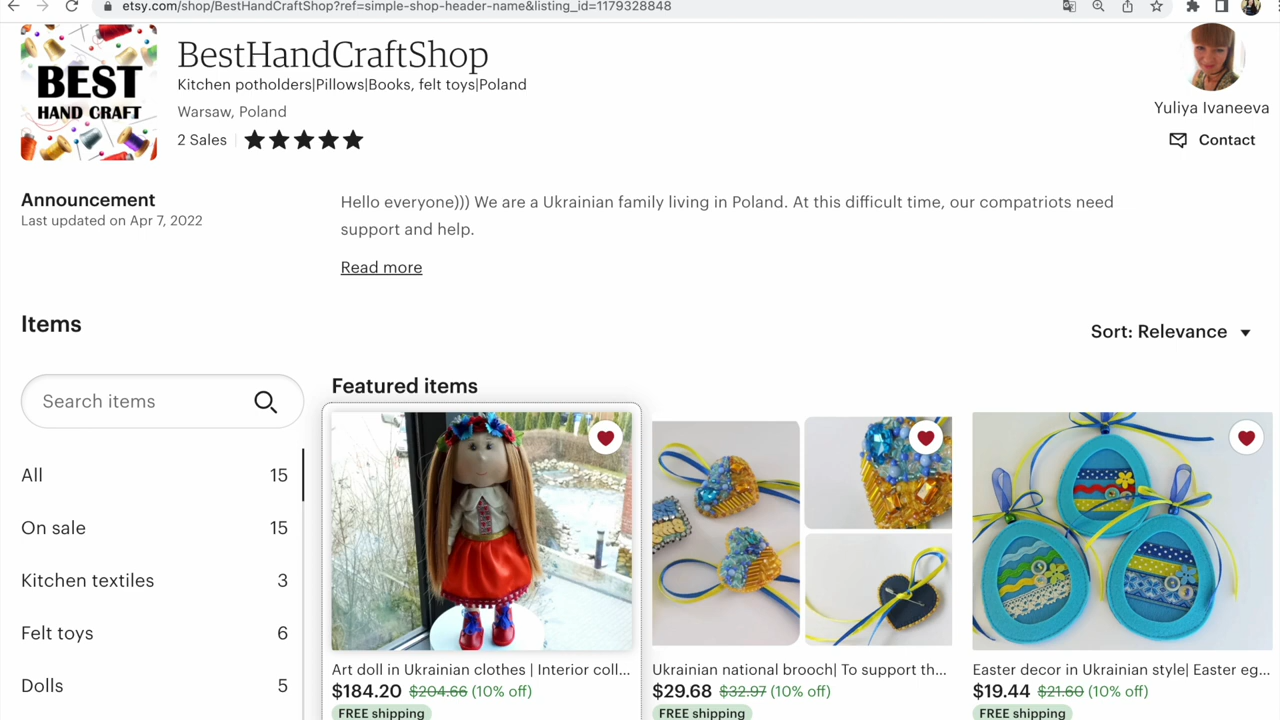 etsy.com/shop/BestHandCraftShop?ref=simple-shop-header-name&listing_id=1179328848
BEST
HAND CRAFT
BestHandCraftShop
Kitchen potholders|Pillows|Books, felt toys|Poland
Warsaw, Poland
2 Sales
Yuliya Ivaneeva
Contact
Announcement
Last updated on Apr 7, 2022
Hello everyone))) We are a Ukrainian family living in Poland. At this difficult time, our compatriots need
support and help.
Read more
Items
Sort: Relevance
Search items
All 15
On sale 15
Kitchen textiles 3
Felt toys 6
Dolls 5
Featured items
Art doll in Ukrainian clothes | Interior coll...
$184.20 $204.66 (10% off)
FREE shipping
Ukrainian national brooch| To support th...
$29.68 $32.97 (10% off)
FREE shipping
Easter decor in Ukrainian style| Easter eg...
$19.44 $21.60 (10% off)
FREE shipping